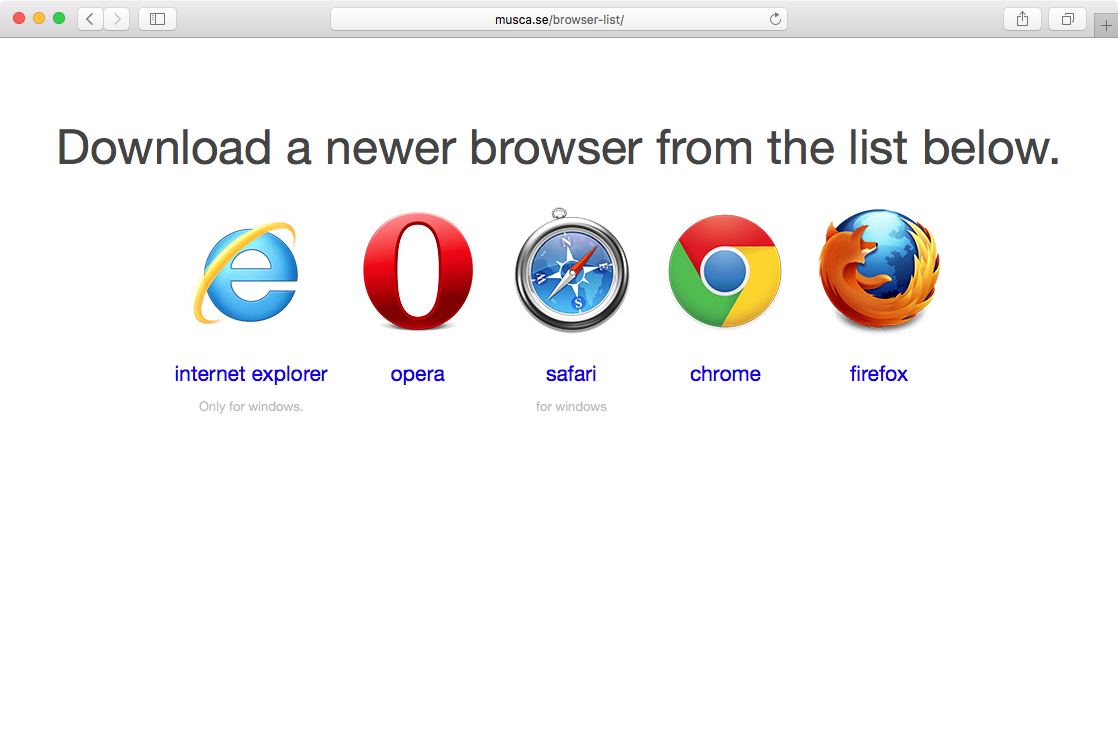 musca.se/browser-list/
Download a newer browser from the list below.
N
E
W
S
internet explorer
opera
safari
chrome
firefox
Only for windows.
for windows